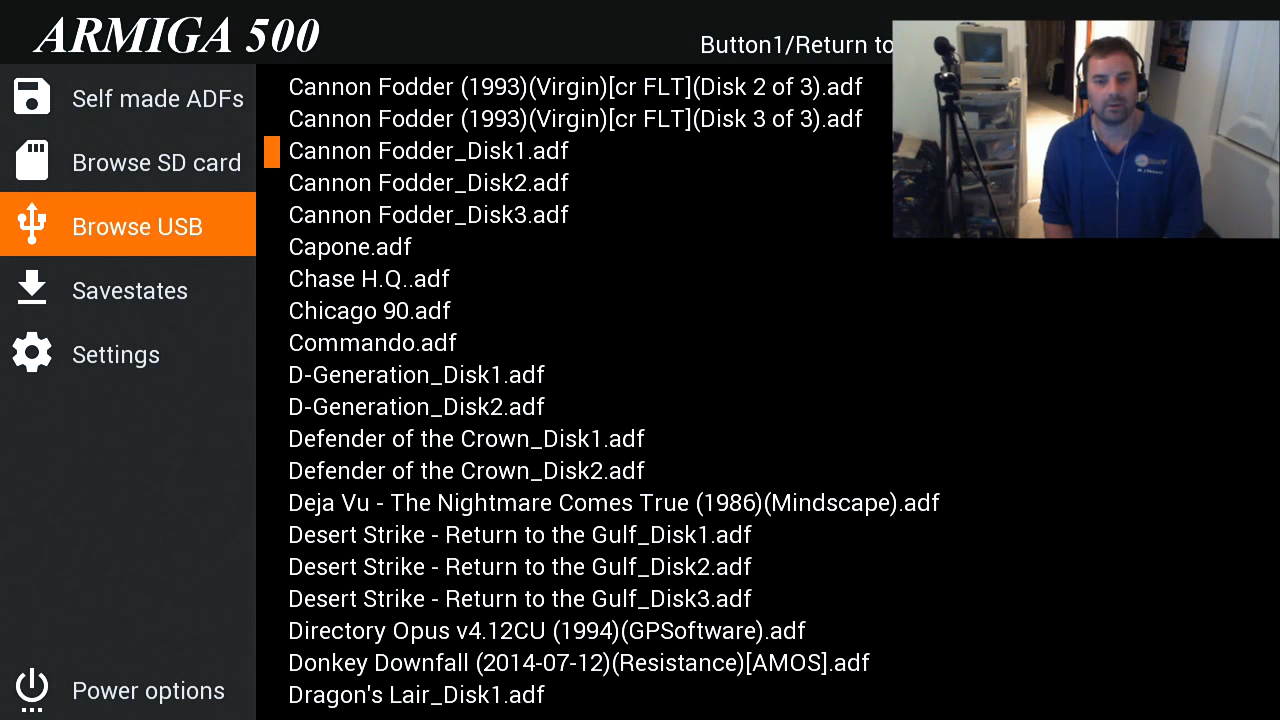 ARMIGA 500
Button1/Return to
Self made ADFs
Browse SD card
Browse USB
Savestates
Settings
Power options
Cannon Fodder (1993)(Virgin)[cr FLT](Disk 2 of 3).adf
Cannon Fodder (1993)(Virgin)[cr FLT](Disk 3 of 3).adf
Cannon Fodder_Disk1.adf
Cannon Fodder_Disk2.adf
Cannon Fodder_Disk3.adf
Capone.adf
Chase H.Q..adf
Chicago 90.adf
Commando.adf
D-Generation_Disk1.adf
D-Generation_Disk2.adf
Defender of the Crown_Disk1.adf
Defender of the Crown_Disk2.adf
Deja Vu - The Nightmare Comes True (1986)(Mindscape).adf
Desert Strike - Return to the Gulf_Disk1.adf
Desert Strike - Return to the Gulf_Disk2.adf
Desert Strike - Return to the Gulf_Disk3.adf
Directory Opus v4.12CU (1994)(GPSoftware).adf
Donkey Downfall (2014-07-12)(Resistance)[AMOS].adf
Dragon's Lair_Disk1.adf